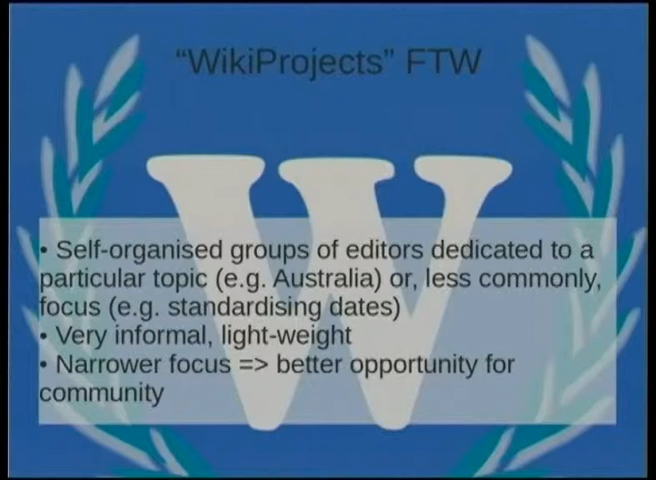 “WikiProjects” FTW
W
• Self-organised groups of editors dedicated to a
particular topic (e.g. Australia) or, less commonly,
focus (e.g. standardising dates)
• Very informal, light-weight
• Narrower focus => better opportunity for
community